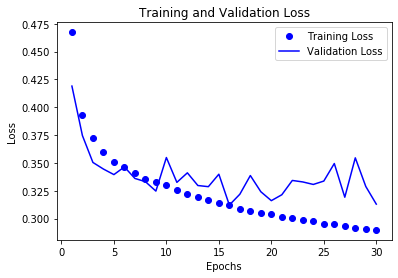 Training and Validation Loss
Training Loss
Validation Loss
Loss
0.475
0.450
0.425
0.400
0.375
0.350
0.325
0.300
0 5 10 15 20 25 30
Epochs